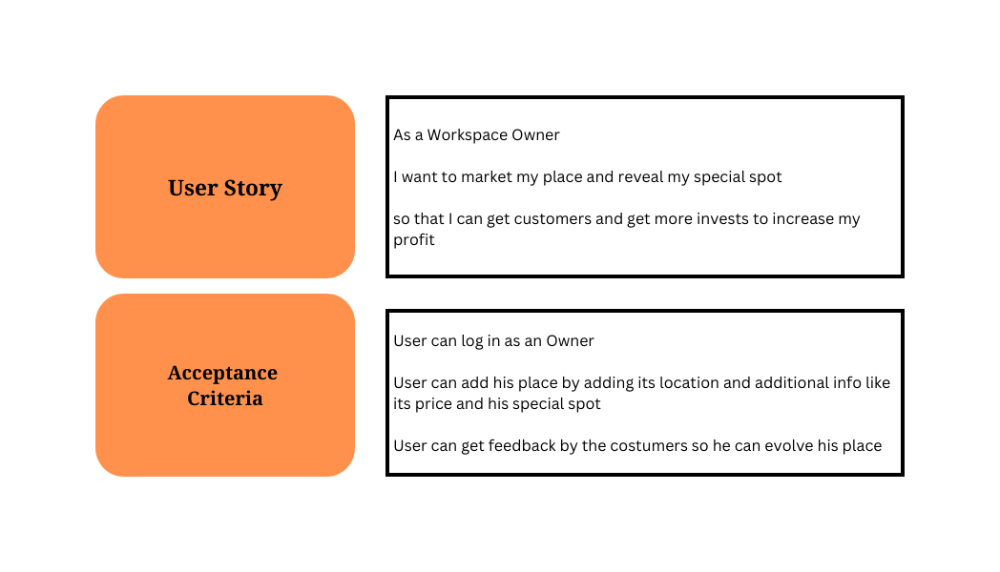 User Story
As a Workspace Owner
I want to market my place and reveal my special spot
so that I can get customers and get more invests to increase my
profit
Acceptance
Criteria
User can log in as an Owner
User can add his place by adding its location and additional info like
its price and his special spot
User can get feedback by the costumers so he can evolve his place